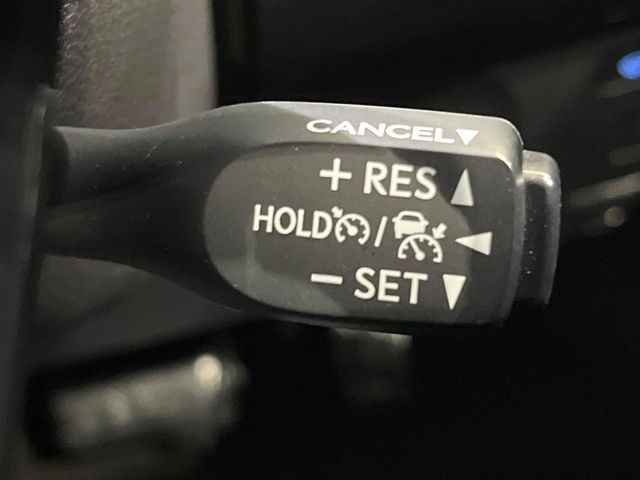 CANCEL▼
+ RES ▲
HOLD / ◀
− SET ▼